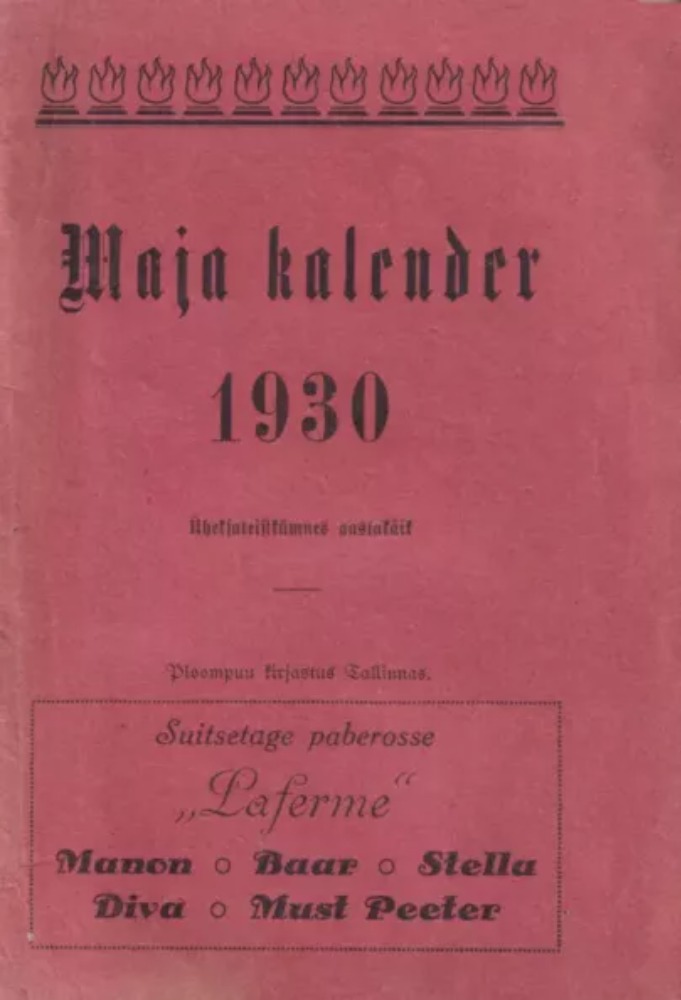 Maja kalender
1930
Üheksateistkümnes aastakäik
Ploompuu kirjastus Tallinnas.
Suitsetage paberosse
„Laferme“
Manon o Baar o Stella
Diva o Must Peeter